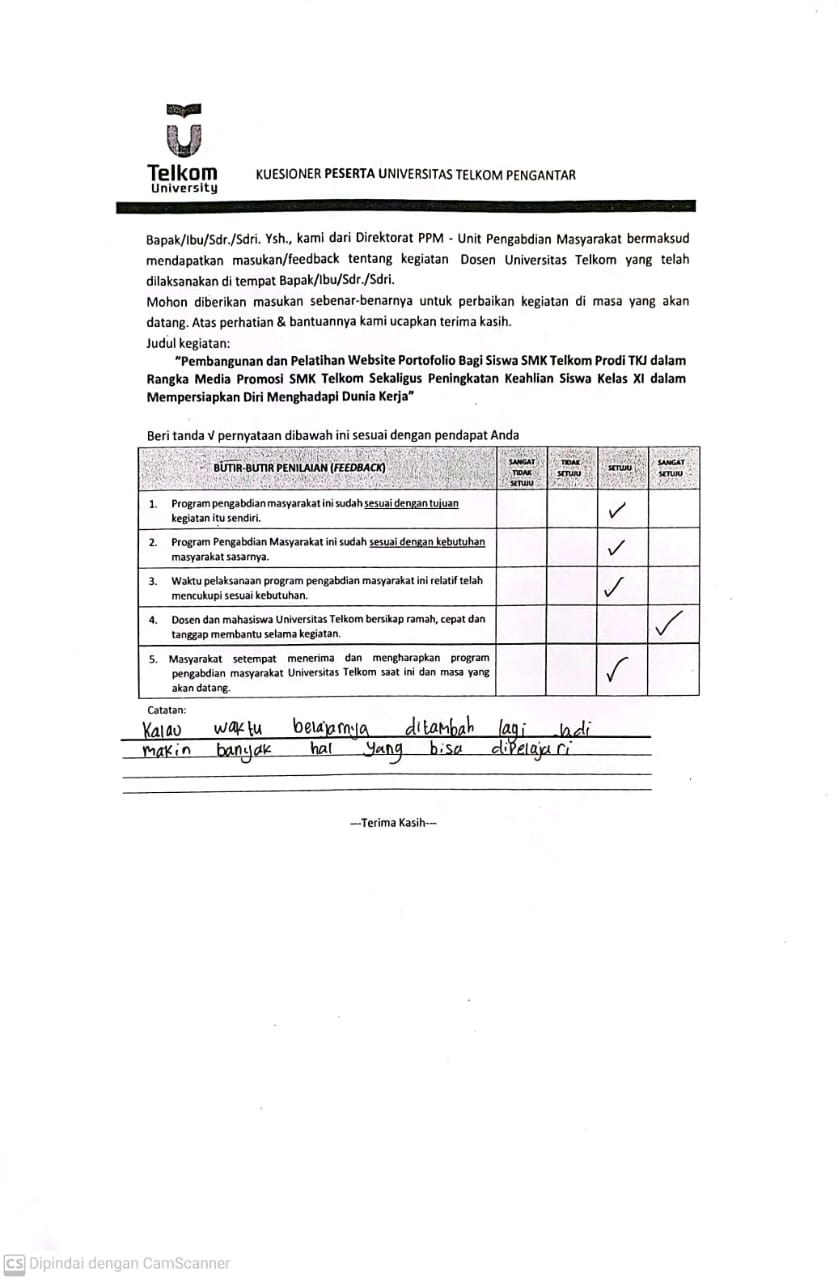 Telkom
University
KUESIONER PESERTA UNIVERSITAS TELKOM PENGANTAR
Bapak/Ibu/Sdr./Sdri. Ysh., kami dari Direktorat PPM - Unit Pengabdian Masyarakat bermaksud
mendapatkan masukan/feedback tentang kegiatan Dosen Universitas Telkom yang telah
dilaksanakan di tempat Bapak/Ibu/Sdr./Sdri.
Mohon diberikan masukan sebenar-benarnya untuk perbaikan kegiatan di masa yang akan
datang. Atas perhatian & bantuannya kami ucapkan terima kasih.
Judul kegiatan:
"Pembangunan dan Pelatihan Website Portofolio Bagi Siswa SMK Telkom Prodi TKJ dalam
Rangka Media Promosi SMK Telkom Sekaligus Peningkatan Keahlian Siswa Kelas XI dalam
Mempersiapkan Diri Menghadapi Dunia Kerja"
Beri tanda √ pernyataan dibawah ini sesuai dengan pendapat Anda
BUTIR-BUTIR PENILAIAN (FEEDBACK)
SANGAT
TIDAK
SETUJU
TIDAK
SETUJU
SETUJU
SANGAT
SETUJU
1. Program pengabdian masyarakat ini sudah sesuai dengan tujuan
kegiatan itu sendiri. ✓
2. Program Pengabdian Masyarakat ini sudah sesuai dengan kebutuhan
masyarakat sasarnya. ✓
3. Waktu pelaksanaan program pengabdian masyarakat ini relatif telah
mencukupi sesuai kebutuhan. ✓
4. Dosen dan mahasiswa Universitas Telkom bersikap ramah, cepat dan
tanggap membantu selama kegiatan. ✓
5. Masyarakat setempat menerima dan mengharapkan program
pengabdian masyarakat Universitas Telkom saat ini dan masa yang
akan datang. ✓
Catatan:
Kalau waktu belajarnya ditambah lagi jadi
makin banyak hal yang bisa dipelajari
---Terima Kasih---
CS Dipindai dengan CamScanner